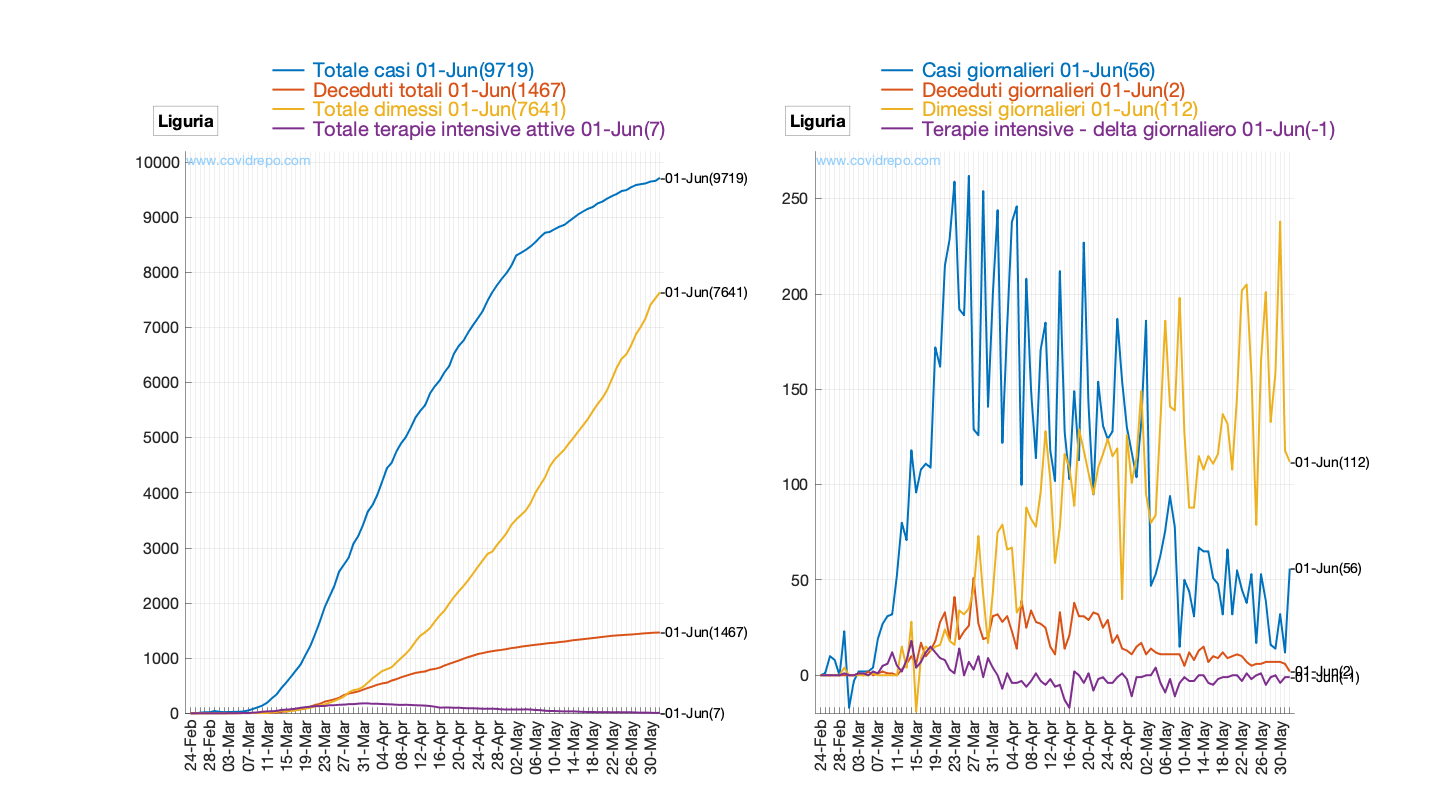 Totale casi 01-Jun(9719)
Deceduti totali 01-Jun(1467)
Totale dimessi 01-Jun(7641)
Totale terapie intensive attive 01-Jun(7)
Liguria
www.covidrepo.com
10000
9000
8000
7000
6000
5000
4000
3000
2000
1000
0
-01-Jun(9719)
-01-Jun(7641)
-01-Jun(1467)
-01-Jun(7)
24-Feb
28-Feb
03-Mar
07-Mar
11-Mar
15-Mar
19-Mar
23-Mar
27-Mar
31-Mar
04-Apr
08-Apr
12-Apr
16-Apr
20-Apr
24-Apr
28-Apr
02-May
06-May
10-May
14-May
18-May
22-May
26-May
30-May
Casi giornalieri 01-Jun(56)
Deceduti giornalieri 01-Jun(2)
Dimessi giornalieri 01-Jun(112)
Terapie intensive - delta giornaliero 01-Jun(-1)
Liguria
www.covidrepo.com
250
200
150
100
50
0
-01-Jun(112)
-01-Jun(56)
-01-Jun(2)
-01-Jun(-1)
24-Feb
28-Feb
03-Mar
07-Mar
11-Mar
15-Mar
19-Mar
23-Mar
27-Mar
31-Mar
04-Apr
08-Apr
12-Apr
16-Apr
20-Apr
24-Apr
28-Apr
02-May
06-May
10-May
14-May
18-May
22-May
26-May
30-May